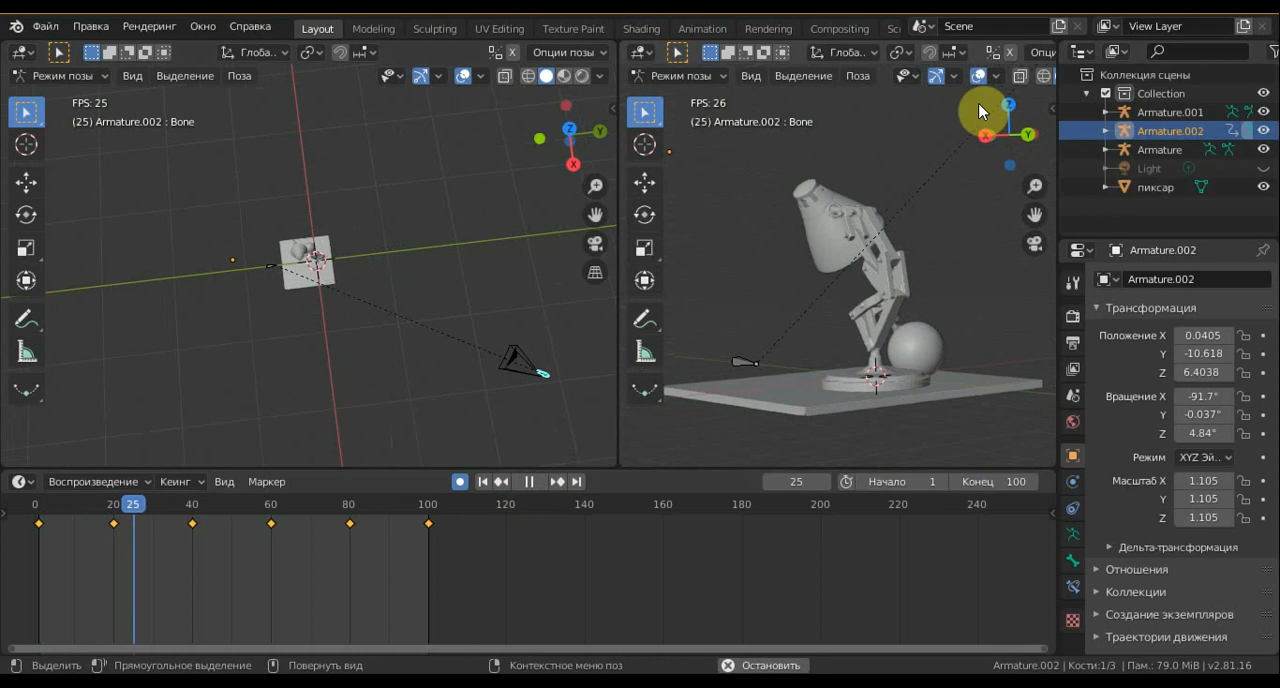 Файл Правка Рендеринг Окно Справка Layout Modeling Sculpting UV Editing Texture Paint Shading Animation Rendering Compositing Sc Scene View Layer
Глоба.. Опции позы Глоба.. Опци
Режим позы Вид Выделение Поза Режим позы Вид Выделение Поза
FPS: 25
(25) Armature.002 : Bone
Z Y X
FPS: 26
(25) Armature.002 : Bone
Z X Y
Коллекция сцены
Collection
Armature.001
Armature.002
Armature
Light
пиксар
Armature.002
Armature.002
Трансформация
Положение X 0.0405
Y -10.618
Z 6.4038
Вращение X -91.7°
Y -0.037°
Z 4.84°
Режим XYZ Эй..
Масштаб X 1.105
Y 1.105
Z 1.105
Дельта-трансформация
Отношения
Коллекции
Создание экземпляров
Траектории движения
Воспроизведение Кеинг Вид Маркер 25 Начало 1 Конец 100
0 20 25 40 60 80 100 120 140 160 180 200 220 240
Выделить Прямоугольное выделение Повернуть вид Контекстное меню поз Остановить Armature.002 | Кости:1/3 | Пам.: 79.0 MiB | v2.81.16